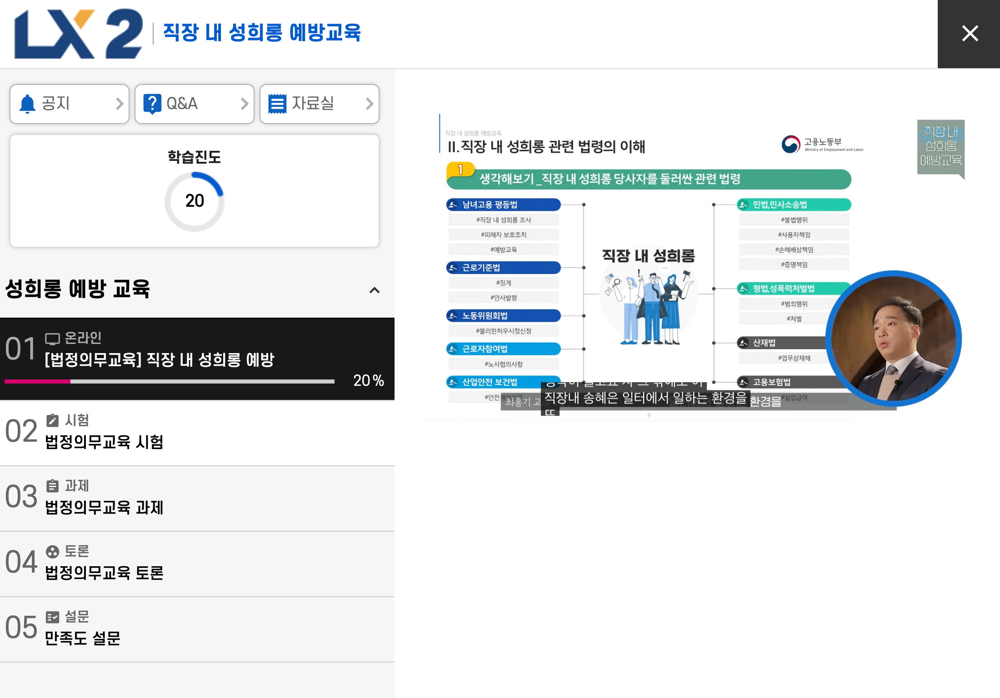 LX 2
직장 내 성희롱 예방교육
공지
Q&A
자료실
학습진도
20
성희롱 예방 교육
01
온라인
[법정의무교육] 직장 내 성희롱 예방
20%
02
시험
법정의무교육 시험
03
과제
법정의무교육 과제
04
토론
법정의무교육 토론
05
설문
만족도 설문
직장 내 성희롱 예방교육
II.직장 내 성희롱 관련 법령의 이해
고용노동부
Ministry of Employment and Labor
직장 내
성희롱
예방교육
1
생각해보기_직장 내 성희롱 당사자를 둘러싼 관련 법령
남녀고용 평등법
#직장 내 성희롱 조사
#피해자 보호조치
#예방교육
근로기준법
#징계
#인사발령
노동위원회법
#불리한처우시정신청
근로자참여법
#노사협의사항
산업안전 보건법
#안전
직장 내 성희롱
민법,민사소송법
#불법행위
#사용자책임
#손해배상책임
#증명책임
형법,성폭력처벌법
#범죄행위
#처벌
산재법
#업무상재해
고용보험법
#실업급여
최홍기 교
직장내 송혜은 일터에서 일하는 환경을
환경을
또
9